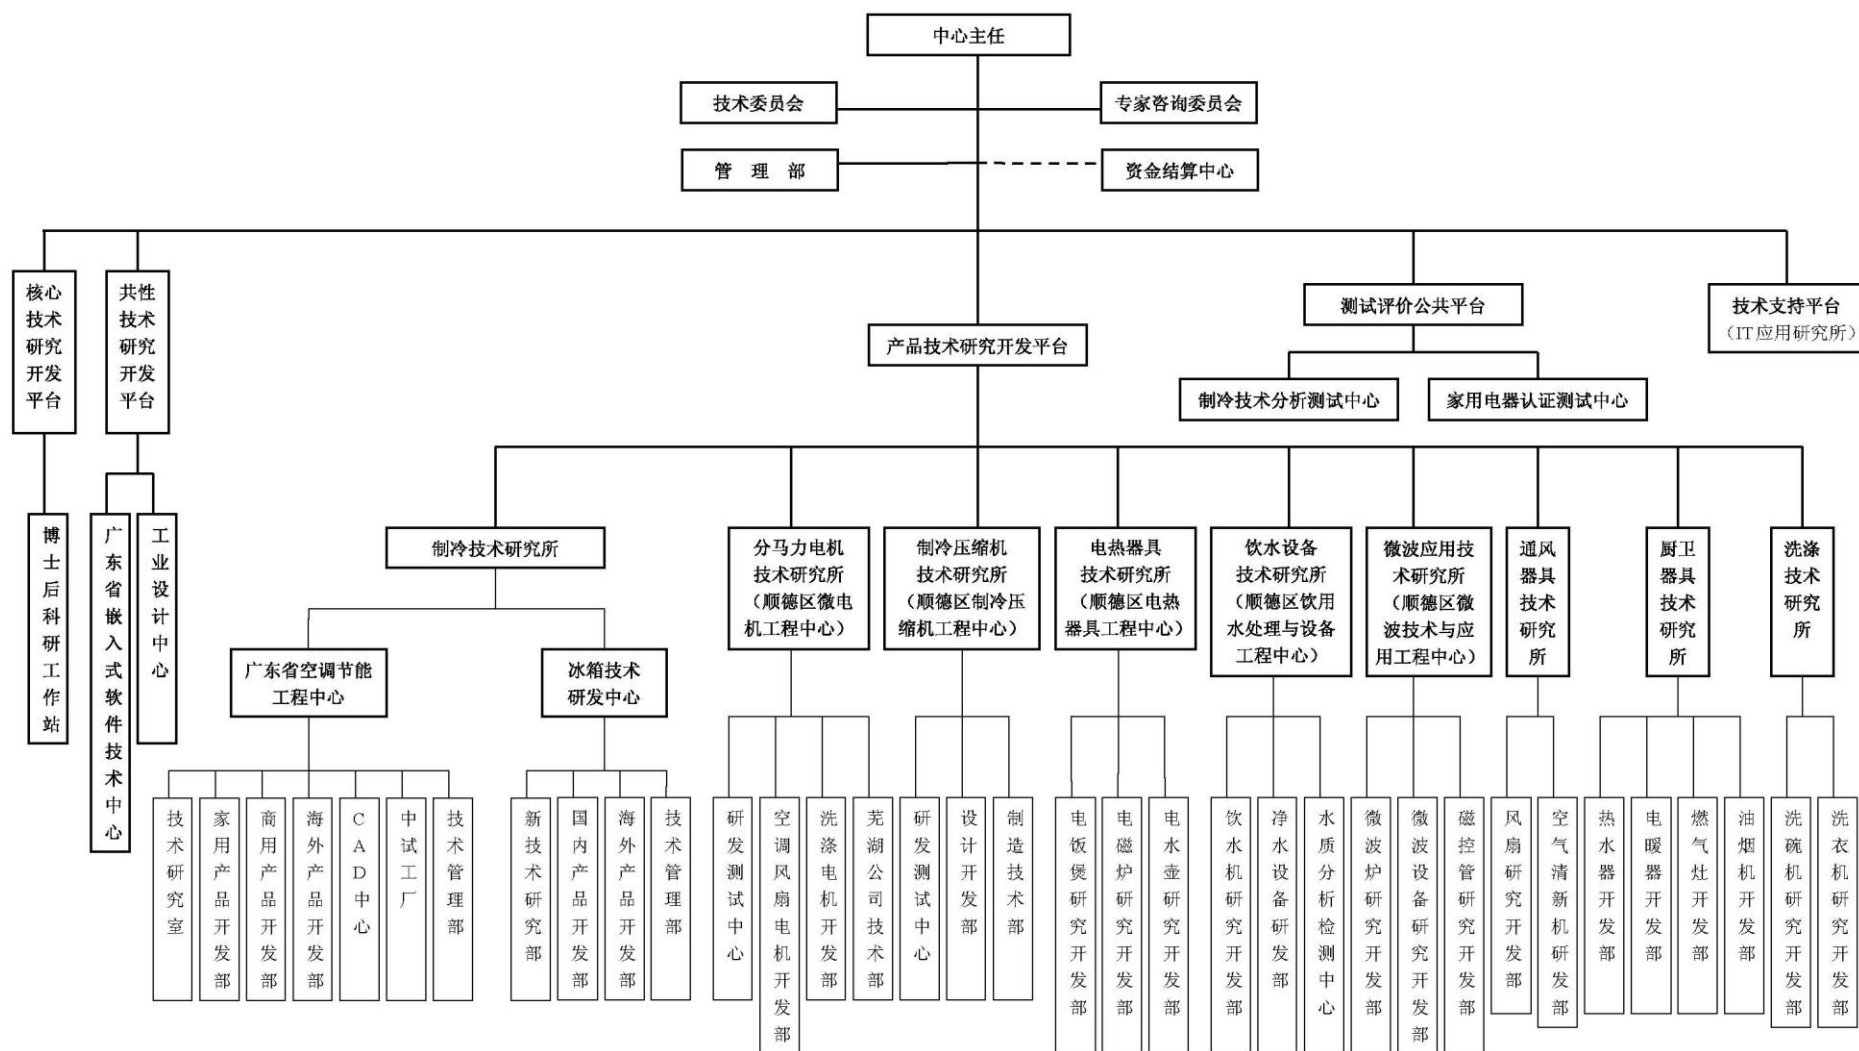 中心主任
技术委员会
专家咨询委员会
管 理 部
资金结算中心
核心
技术
研究
开发
平台
共性
技术
研究
开发
平台
产品技术研究开发平台
测试评价公共平台
技术支持平台
（IT应用研究所）
制冷技术分析测试中心
家用电器认证测试中心
博士后科研工作站
广东省嵌入式软件技术中心
工业设计中心
制冷技术研究所
分马力电机
技术研究所
（顺德区微电
机工程中心）
制冷压缩机
技术研究所
（顺德区制冷压
缩机工程中心）
电热器具
技术研究所
（顺德区电热
器具工程中心）
饮水设备
技术研究所
（顺德区饮用
水处理与设备
工程中心）
微波应用技
术研究所
（顺德区微
波技术与应
用工程中心）
通风
器具
技术
研究
所
厨卫
器具
技术
研究
所
洗涤
技术
研究
所
广东省空调节能
工程中心
冰箱技术
研发中心
技术研究室
家用产品开发部
商用产品开发部
海外产品开发部
CAD中心
中试工厂
技术管理部
新技术研究部
国内产品开发部
海外产品开发部
技术管理部
研发测试中心
空调风扇电机开发部
洗涤电机开发部
芜湖公司技术部
研发测试中心
设计开发部
制造技术部
电饭煲研究开发部
电磁炉研究开发部
电水壶研究开发部
饮水机研究开发部
净水设备研发部
水质分析检测中心
微波炉研究开发部
微波设备研究开发部
磁控管研究开发部
风扇研究开发部
空气清新机研发部
热水器开发部
电暖器开发部
燃气灶开发部
油烟机开发部
洗碗机研究开发部
洗衣机研究开发部